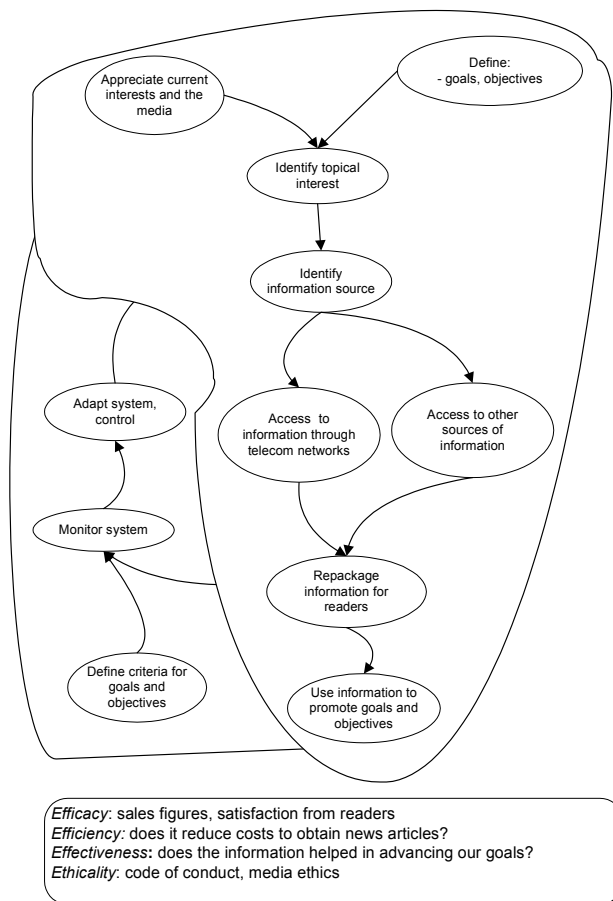 Appreciate current
interests and the
media
Define:
- goals, objectives
Identify topical
interest
Identify
information source
Adapt system,
control
Access to
information through
telecom networks
Access to other
sources of
information
Monitor system
Repackage
information for
readers
Define criteria for
goals and
objectives
Use information to
promote goals and
objectives
Efficacy: sales figures, satisfaction from readers
Efficiency: does it reduce costs to obtain news articles?
Effectiveness: does the information helped in advancing our goals?
Ethicality: code of conduct, media ethics